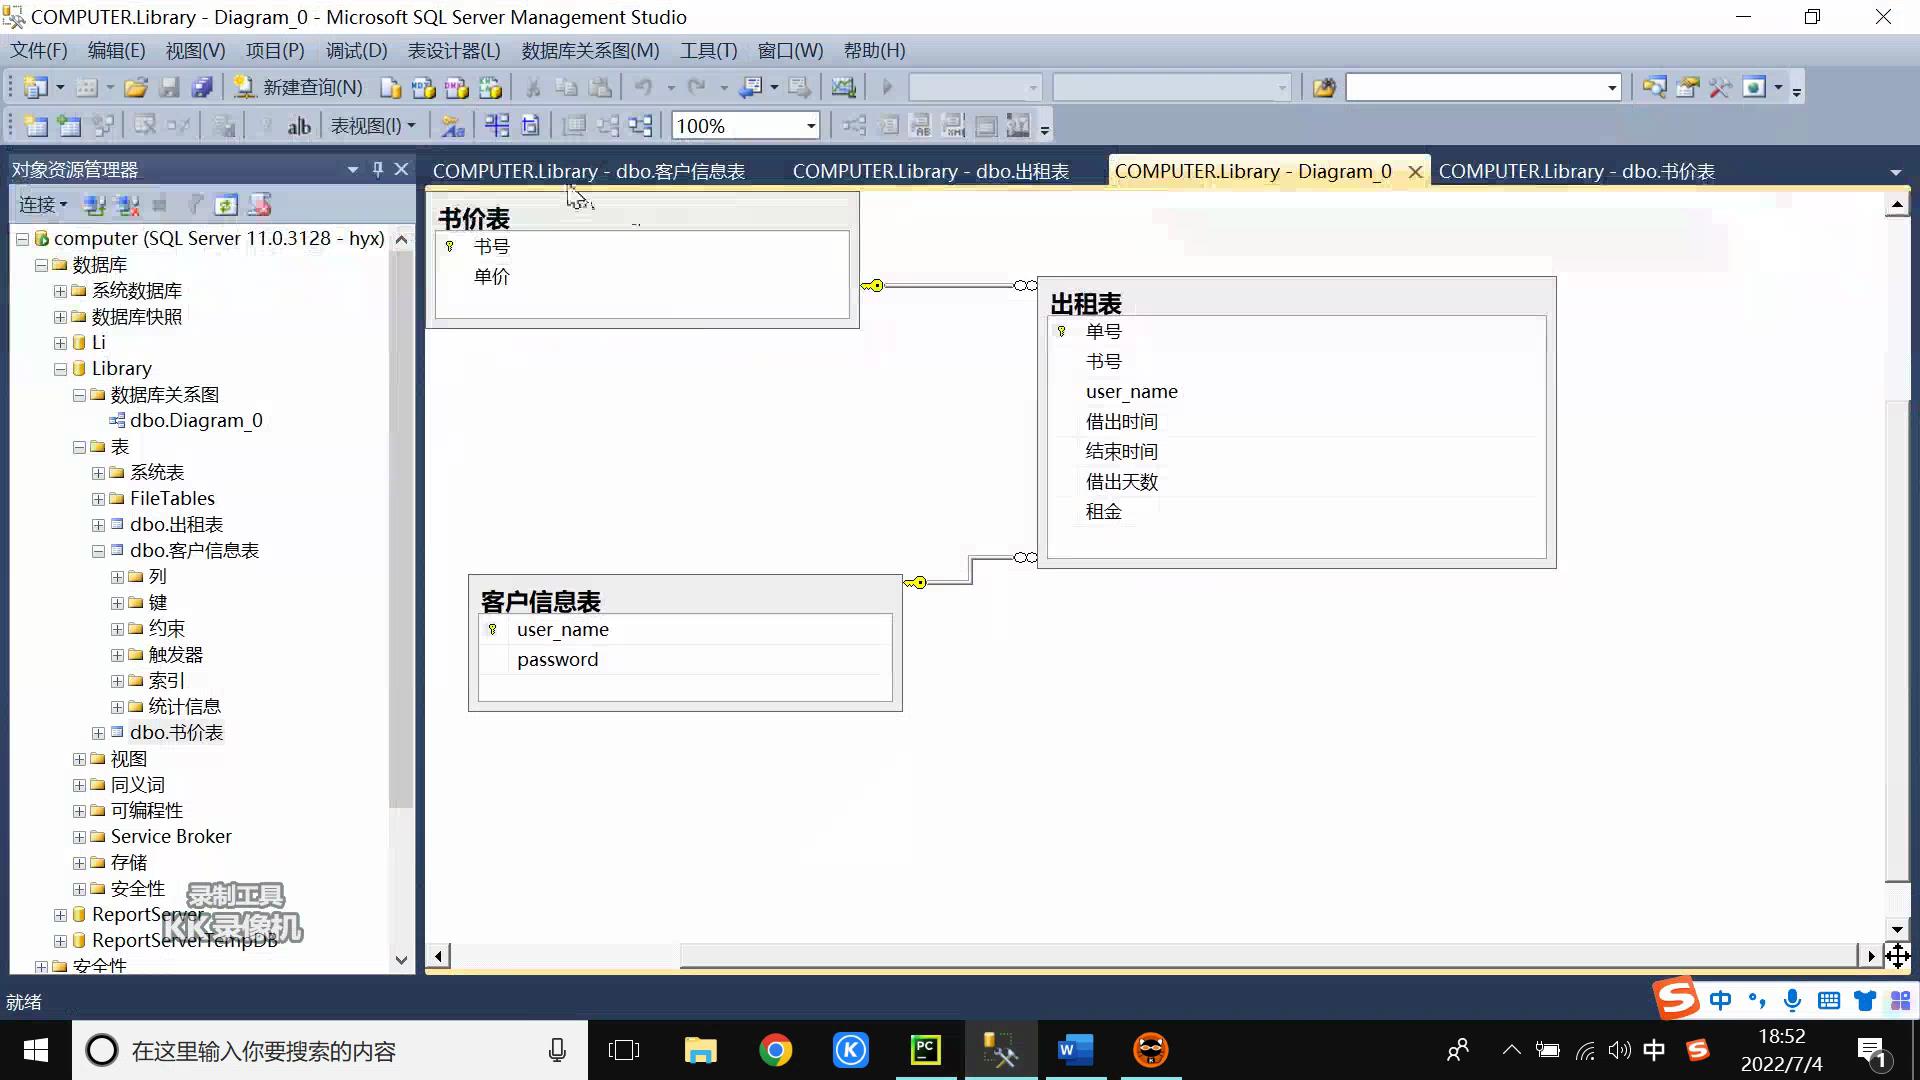 COMPUTER.Library - Diagram_0 - Microsoft SQL Server Management Studio
文件(F) 编辑(E) 视图(V) 项目(P) 调试(D) 表设计器(L) 数据库关系图(M) 工具(T) 窗口(W) 帮助(H)
新建查询(N)
ab| 表视图(I) 100%
对象资源管理器
COMPUTER.Library - dbo.客户信息表 COMPUTER.Library - dbo.出租表 COMPUTER.Library - Diagram_0 COMPUTER.Library - dbo.书价表
连接
computer (SQL Server 11.0.3128 - hyx)
数据库
系统数据库
数据库快照
Li
Library
数据库关系图
dbo.Diagram_0
表
系统表
FileTables
dbo.出租表
dbo.客户信息表
列
键
约束
触发器
索引
统计信息
dbo.书价表
视图
同义词
可编程性
Service Broker
存储
安全性
ReportServer
ReportServerTempDB
安全性
录制工具
KK录像机
书价表
书号
单价
出租表
单号
书号
user_name
借出时间
结束时间
借出天数
租金
客户信息表
user_name
password
就绪
中
在这里输入你要搜索的内容
PC
中
18:52
2022/7/4
1